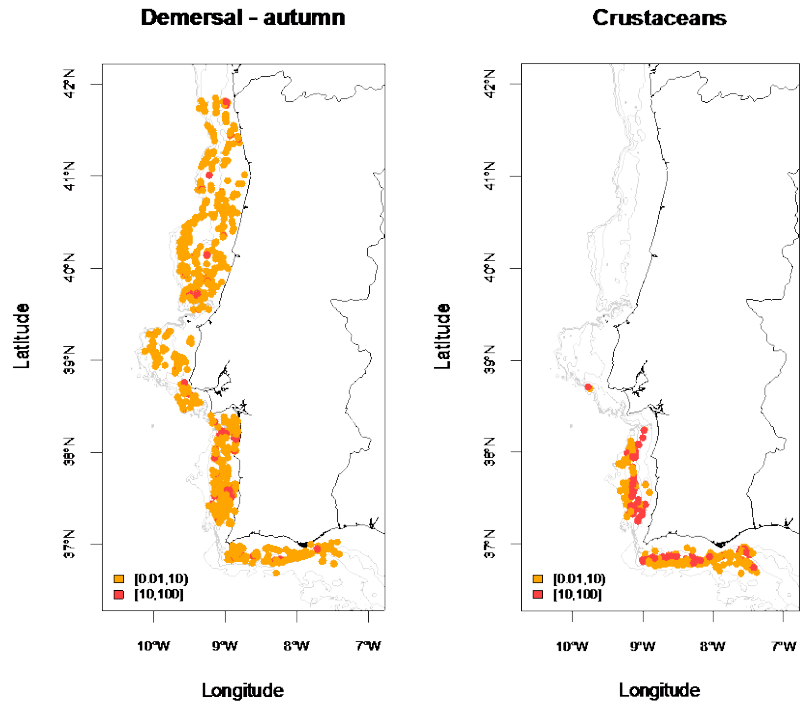 Demersal - autumn
Latitude
42°N
41°N
40°N
39°N
38°N
37°N
[0.01,10)
[10,100]
10°W
9°W
8°W
7°W
Longitude
Crustaceans
Latitude
42°N
41°N
40°N
39°N
38°N
37°N
[0.01,10)
[10,100]
10°W
9°W
8°W
7°W
Longitude